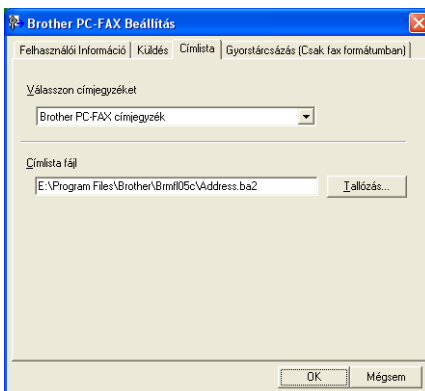 Brother PC-FAX Beállítás
Felhasználói Információ Küldés Címlista Gyorstárcsázás (Csak fax formátumban)
Válasszon címjegyzéket
Brother PC-FAX címjegyzék
Címlista fájl
E:\Program Files\Brother\Brmfl05c\Address.ba2 Tallózás...
OK Mégsem